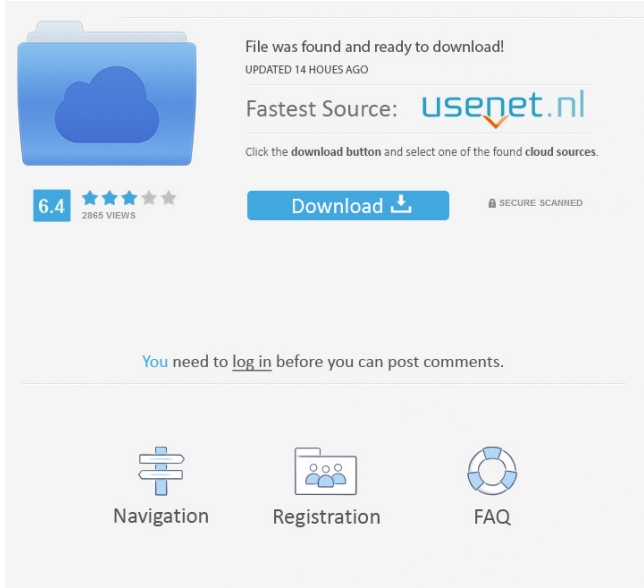 File was found and ready to download!
UPDATED 14 HOUES AGO
Fastest Source: usenet.nl
Click the download button and select one of the found cloud sources.
6.4
2865 VIEWS
Download
SECURE SCANNED
You need to log in before you can post comments.
Navigation
Registration
FAQ